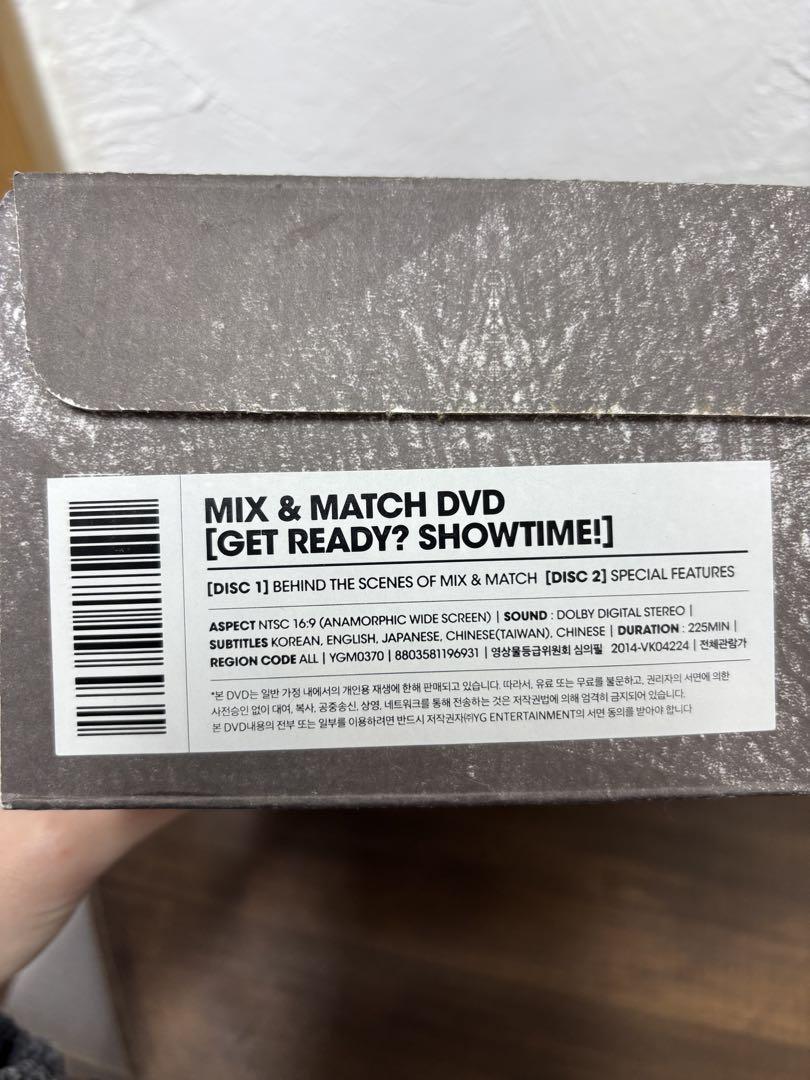 MIX & MATCH DVD
[GET READY? SHOWTIME!]
[DISC 1] BEHIND THE SCENES OF MIX & MATCH [DISC 2] SPECIAL FEATURES
ASPECT NTSC 16:9 (ANAMORPHIC WIDE SCREEN) | SOUND : DOLBY DIGITAL STEREO |
SUBTITLES KOREAN, ENGLISH, JAPANESE, CHINESE(TAIWAN), CHINESE | DURATION : 225MIN |
REGION CODE ALL | YGM0370 | 8803581196931 | 영상물등급위원회 심의필 2014-VK04224 | 전체관람가
*본 DVD는 일반 가정 내에서의 개인용 재생에 한해 판매되고 있습니다. 따라서, 유료 또는 무료를 불문하고, 권리자의 서면에 의한
사전승인 없이 대여, 복사, 공중송신, 상영, 네트워크를 통해 전송하는 것은 저작권법에 의해 엄격히 금지되어 있습니다.
본 DVD내용의 전부 또는 일부를 이용하려면 반드시 저작권자㈜YG ENTERTAINMENT의 서면 동의를 받아야 합니다